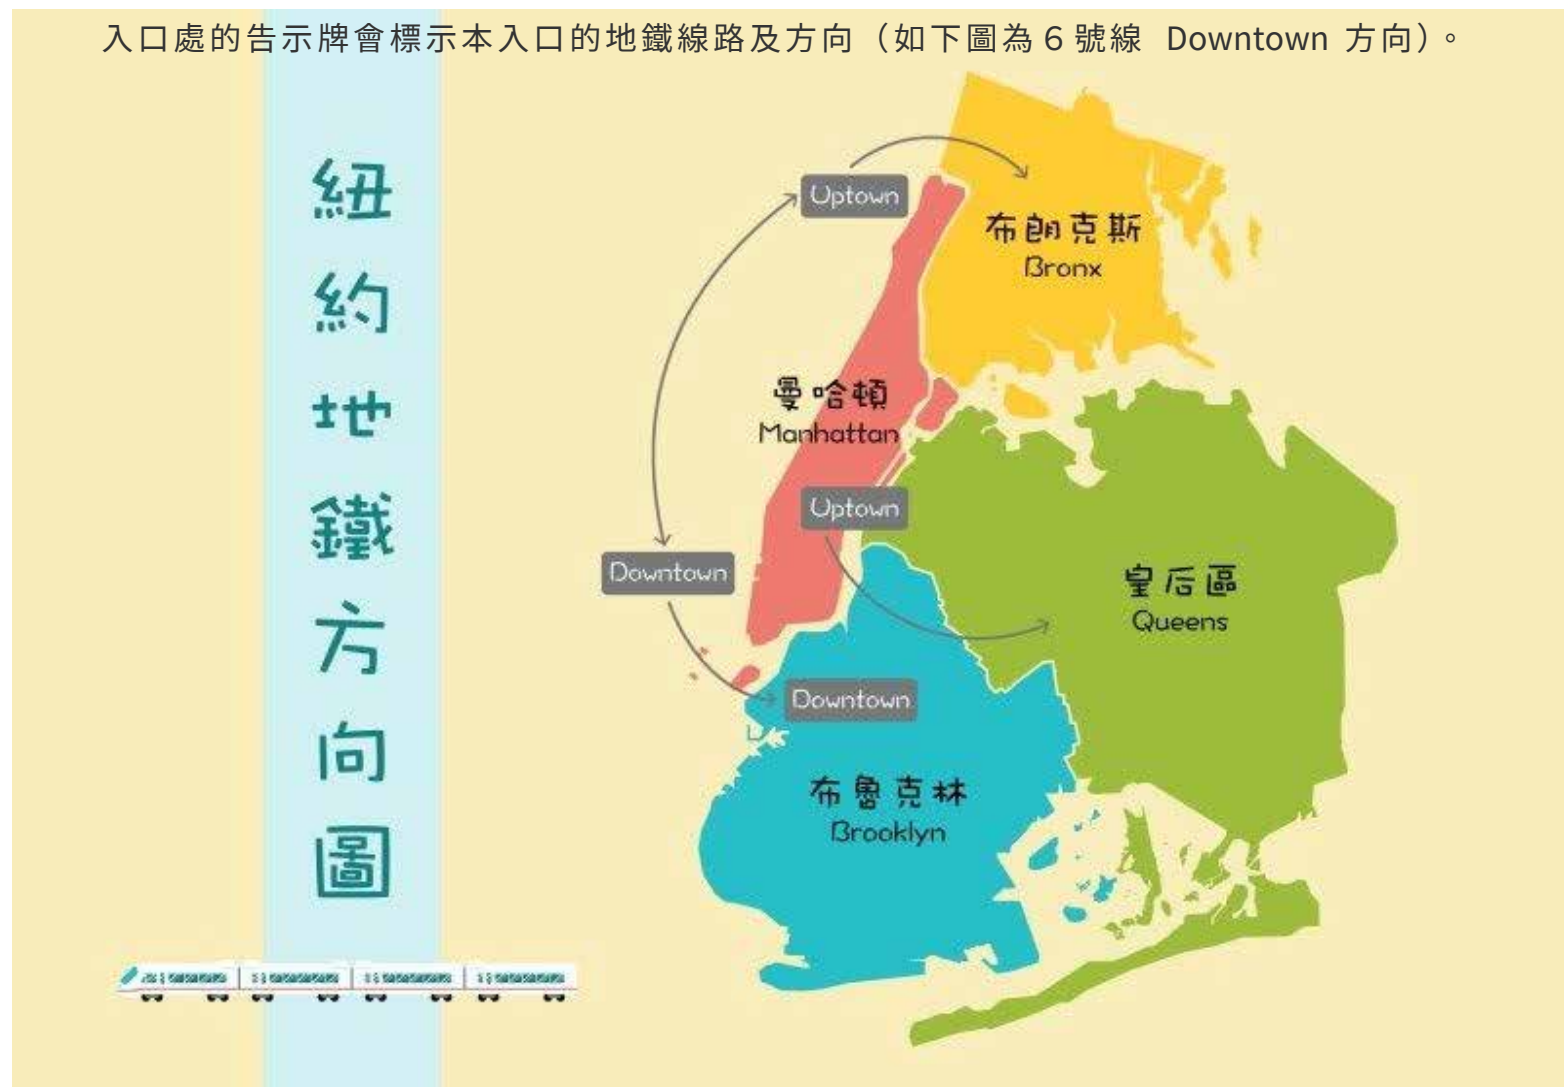 入口處的告示牌會標示本入口的地鐵線路及方向（如下圖為６號線 Downtown 方向）。
紐約地鐵方向圖
Uptown
布朗克斯
Bronx
曼哈頓
Manhattan
Uptown
Downtown
皇后區
Queens
Downtown
布魯克林
Brooklyn